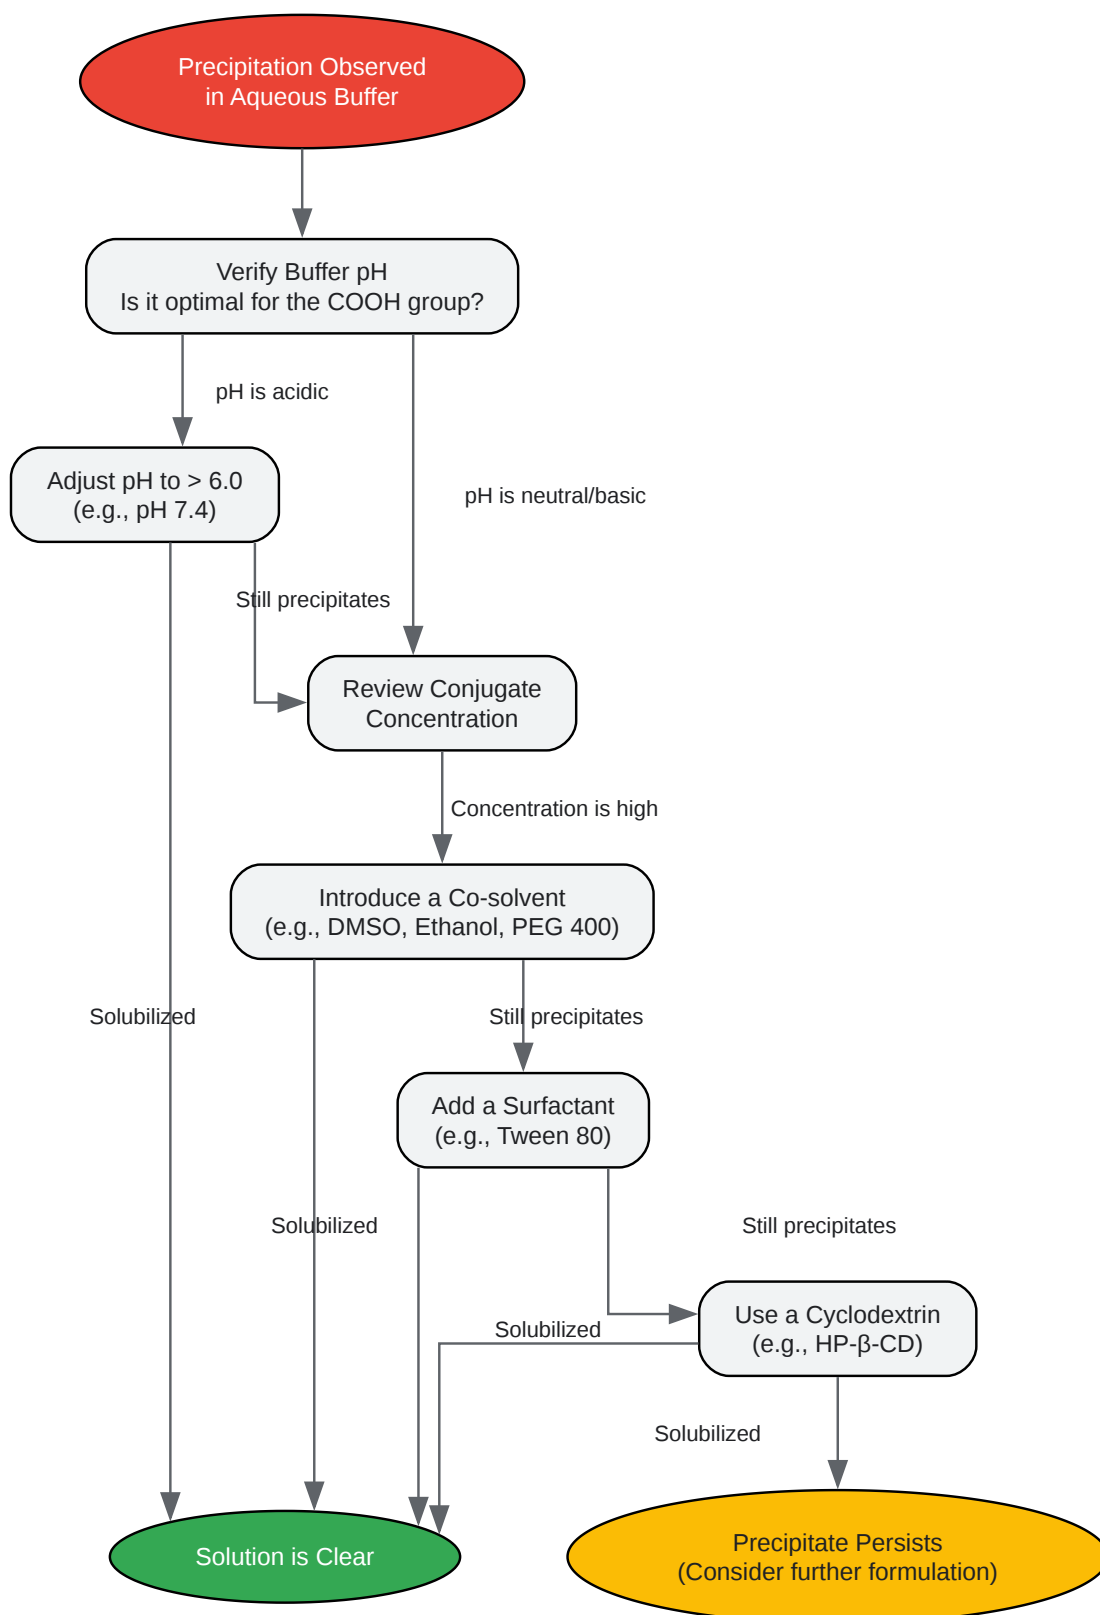 Precipitation Observed
in Aqueous Buffer
Verify Buffer pH
Is it optimal for the COOH group?
pH is acidic
Adjust pH to > 6.0
(e.g., pH 7.4)
pH is neutral/basic
Still precipitates
Review Conjugate
Concentration
Concentration is high
Introduce a Co-solvent
(e.g., DMSO, Ethanol, PEG 400)
Solubilized
Still precipitates
Add a Surfactant
(e.g., Tween 80)
Solubilized
Still precipitates
Use a Cyclodextrin
(e.g., HP-β-CD)
Solubilized
Solubilized
Solution is Clear
Precipitate Persists
(Consider further formulation)